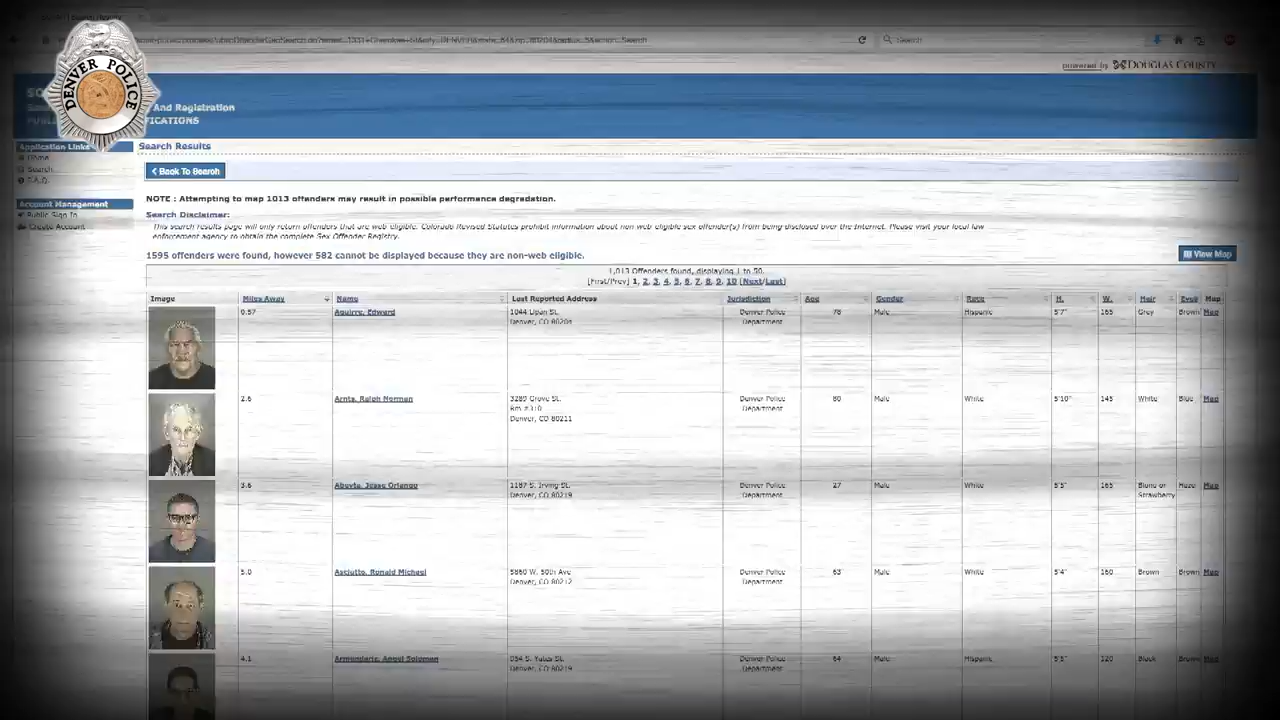 DENVER POLICE
powered by DOUGLAS COUNTY
And Registration
Application Links
Home
Search
F.A.Q.
Account Management
Public Sign In
Create Account
Search Results
Back To Search
NOTE : Attempting to map 1013 offenders may result in possible performance degradation.
Search Disclaimer:
This search results page will only return offenders that are web eligible. Colorado Revised Statutes prohibit information about non web eligible sex offender(s) from being disclosed over the Internet. Please visit your local law
enforcement agency to obtain the complete Sex Offender Registry.
1595 offenders were found, however 582 cannot be displayed because they are non-web eligible.
View Map
1,013 Offenders found, displaying 1 to 50.
[First/Prev] 1, 2, 3, 4, 5, 6, 7, 8, 9, 10 [Next/Last]
Image Miles Away Name Last Reported Address Jurisdiction Age Gender Race H. W. Hair Eyes Map
0.57 Aguirre, Edward 1044 Lipan St. Denver Police 78 Male Hispanic 5'7" 165 Grey Brown Map
Denver, CO 80204 Department
2.6 Ralph Norman 3289 Grove St. Denver Police 80 Male White 5'10" 145 White Blue Map
Denver, CO 80211 Department
3.6 Jesse Orlando 1187 S. Irving St. Denver Police 27 Male White 5'5" 165 Blond or Map
Denver, CO 80219 Department Strawberry
5.0 Asciutto, Ronald Michael 5860 W. 50th Ave Denver Police 63 Male White 5'4" 160 Brown Brown Map
Denver, CO 80212 Department
4.1 Angel Solomon Denver Police 64 Male Hispanic 5'5" 120 Black Brown Map
Denver, CO 80219 Department